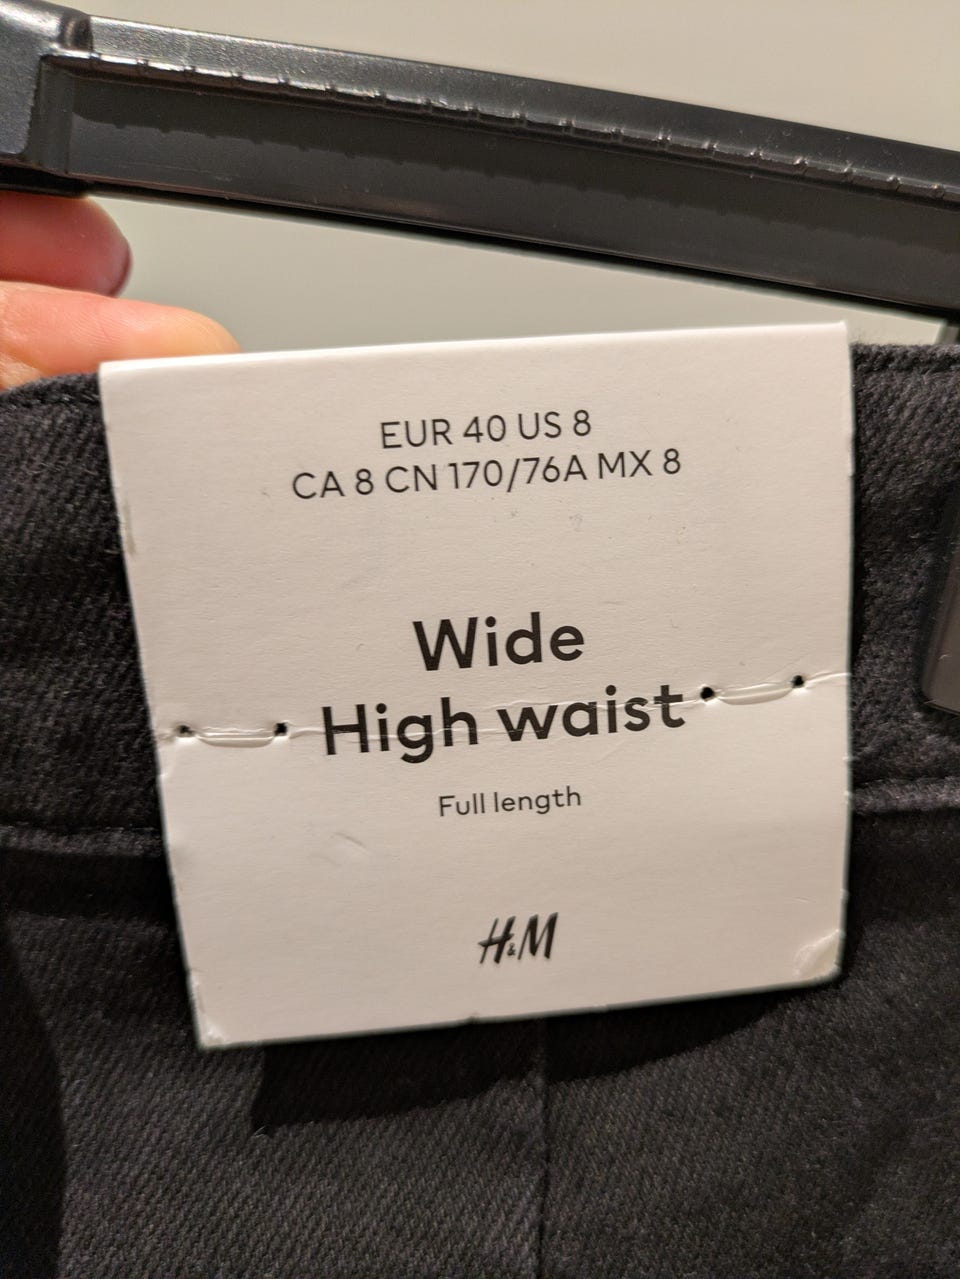 EUR 40 US 8
CA 8 CN 170/76A MX 8
Wide
High waist
Full length
H&M